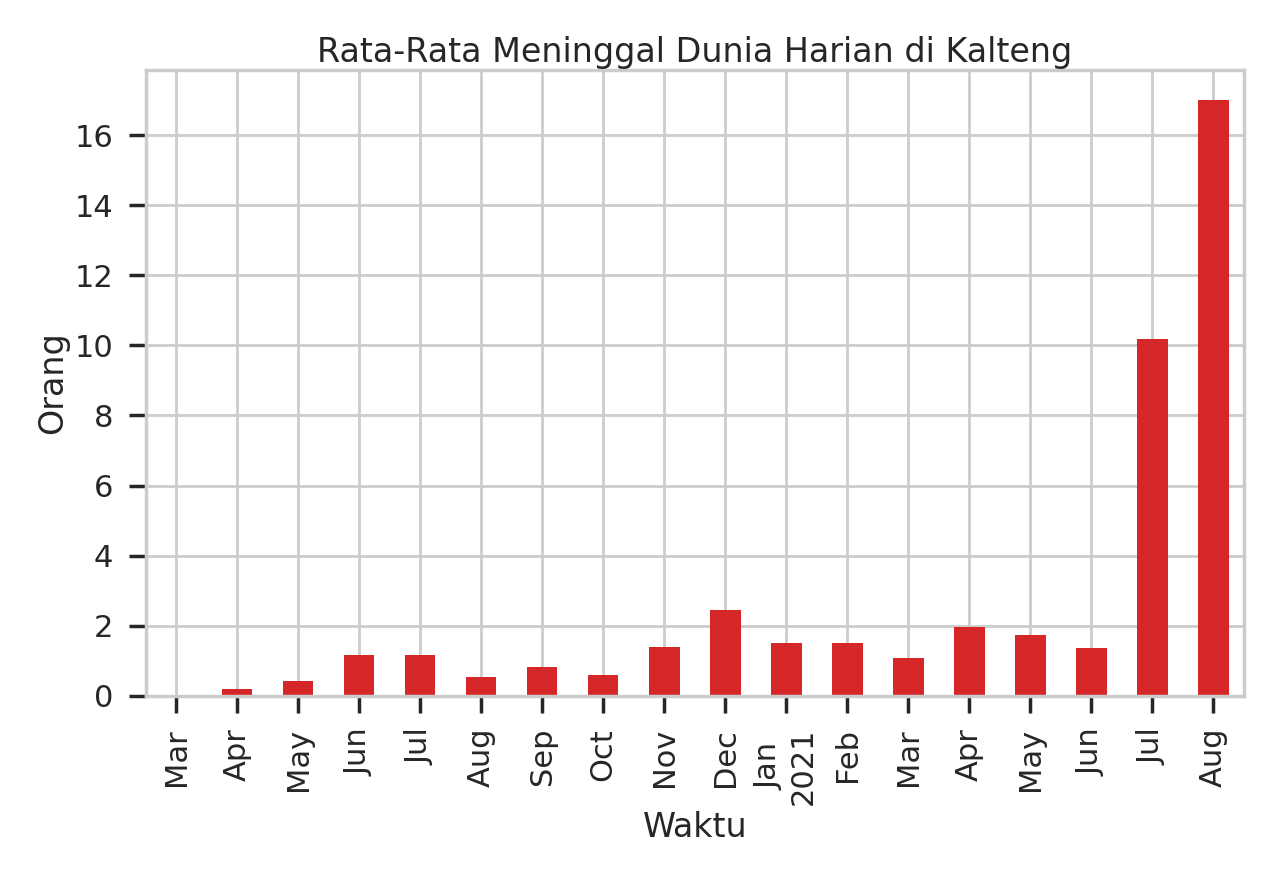 Rata-Rata Meninggal Dunia Harian di Kalteng
16
14
12
10
8
6
4
2
0
Orang
Mar
Apr
May
Jun
Jul
Aug
Sep
Oct
Nov
Dec
Jan
2021
Feb
Mar
Apr
May
Jun
Jul
Aug
Waktu